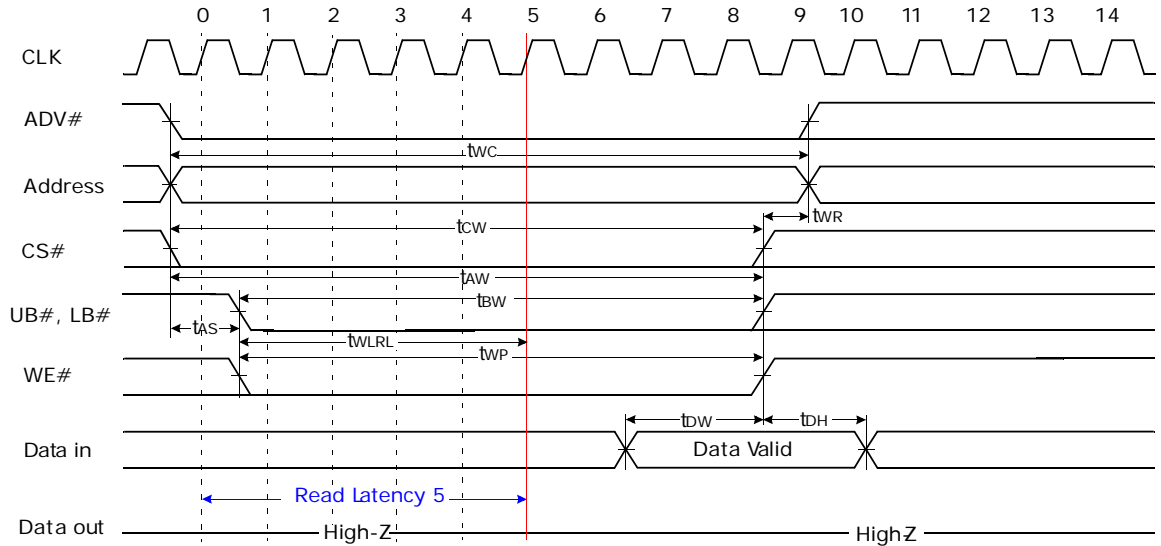 0 1 2 3 4 5 6 7 8 9 10 11 12 13 14
CLK
ADV#
tWC
Address
tWR
tCW
CS#
tAW
tBW
UB#, LB#
tAS
tWLRL
tWP
WE#
tDW
tDH
Data in
Data Valid
Read Latency 5
Data out
High-Z
High-Z